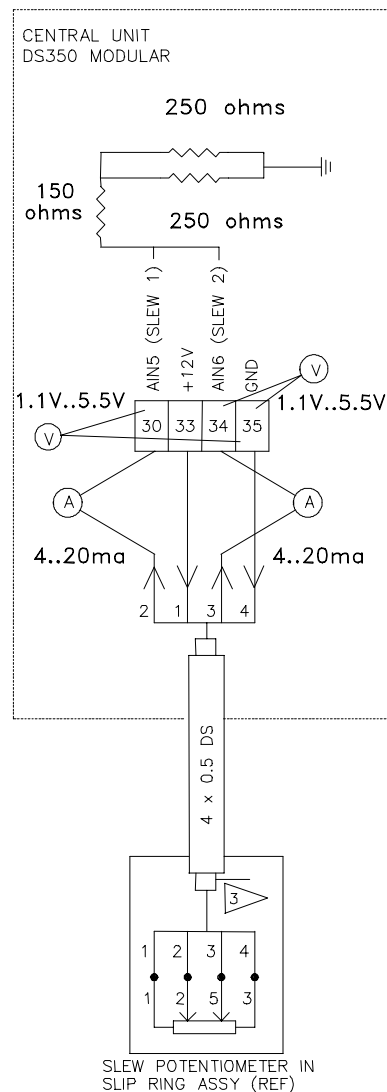 CENTRAL UNIT
DS350 MODULAR
250 ohms
150
ohms
250 ohms
AIN5 (SLEW 1)
+12V
AIN6 (SLEW 2)
GND
V
1.1V..5.5V
1.1V..5.5V
V
30 33 34 35
A
A
4..20ma
4..20ma
2 1 3 4
4 x 0.5 DS
3
1 2 3 4
1 2 5 3
SLEW POTENTIOMETER IN
SLIP RING ASSY (REF)